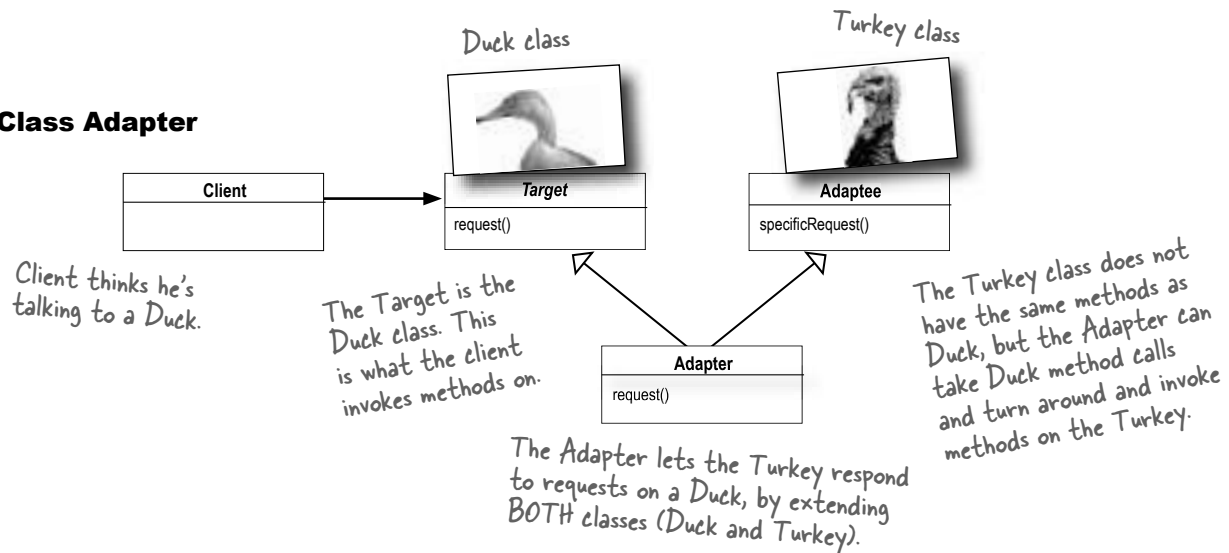 Duck class
Turkey class
Class Adapter
Client
Target
request()
Adaptee
specificRequest()
Client thinks he's
talking to a Duck.
The Target is the
Duck class. This
is what the client
invokes methods on.
Adapter
request()
The Turkey class does not
have the same methods as
Duck, but the Adapter can
take Duck method calls
and turn around and invoke
methods on the Turkey.
The Adapter lets the Turkey respond
to requests on a Duck, by extending
BOTH classes (Duck and Turkey).